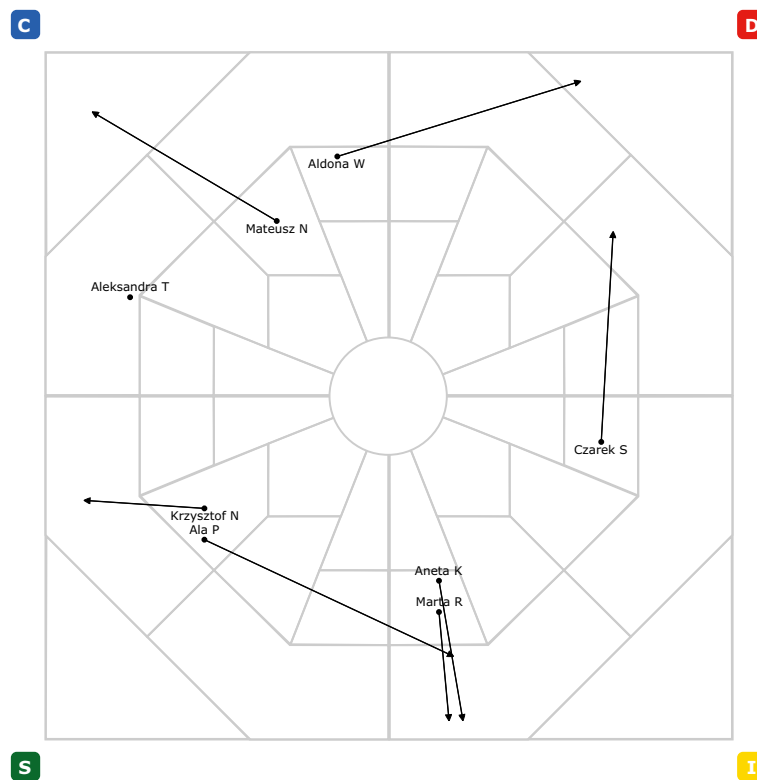 C
D
Aldona W
Mateusz N
Aleksandra T
Czarek S
Krzysztof N
Ala P
Aneta K
Marta R
S
I